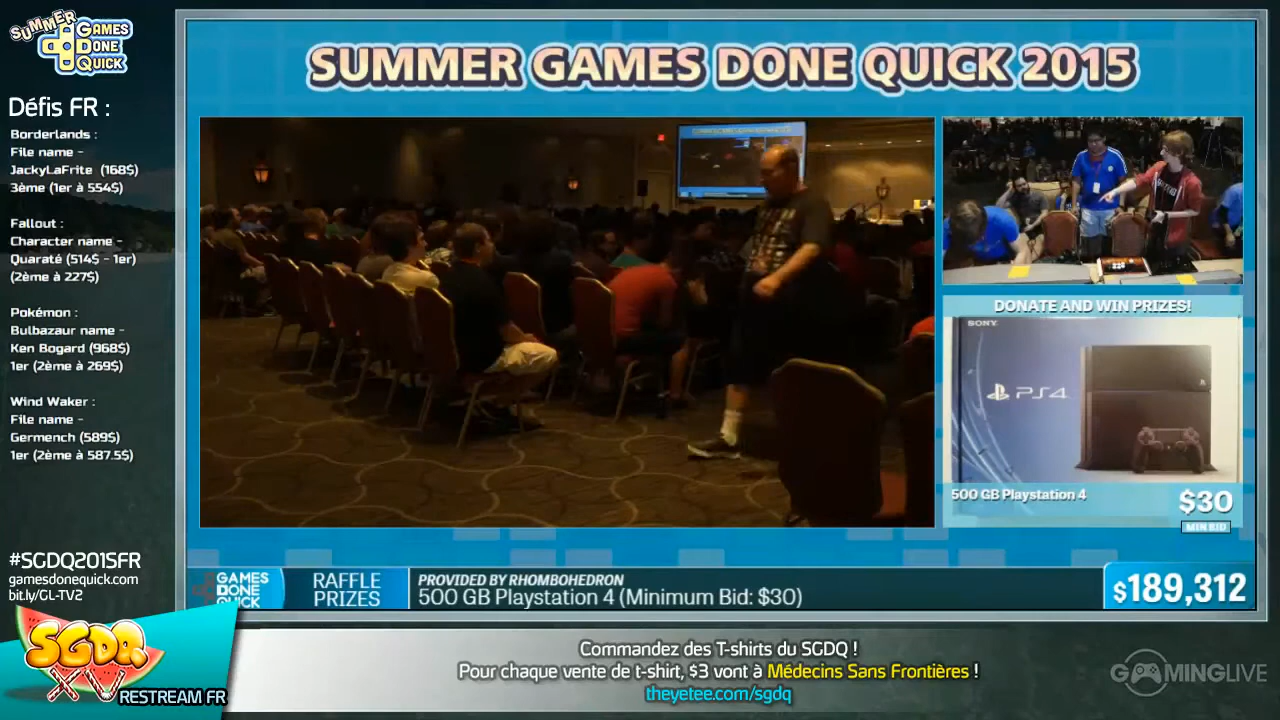 SUMMER
GAMES
DONE
QUICK
Défis FR :
Borderlands :
File name -
JackyLaFrite (168$)
3ème (1er à 554$)
Fallout :
Character name -
Quaraté (514$ - 1er)
(2ème à 227$)
Pokémon :
Bulbazaur name -
Ken Bogard (968$)
1er (2ème à 269$)
Wind Waker :
File name -
Germench (589$)
1er (2ème à 587.5$)
#SGDQ2015FR
gamesdonequick.com
bit.ly/GL-TV2
SGDQ
XV
RESTREAM FR
SUMMER GAMES DONE QUICK 2015
DONATE AND WIN PRIZES!
SONY
PS4
500 GB Playstation 4
$30
MIN BID
GAMES
DONE
QUICK
RAFFLE
PRIZES
PROVIDED BY RHOMBOHEDRON
500 GB Playstation 4 (Minimum Bid: $30)
$189,312
Commandez des T-shirts du SGDQ !
Pour chaque vente de t-shirt, $3 vont à Médecins Sans Frontières !
theyetee.com/sgdq
GAMINGLIVE